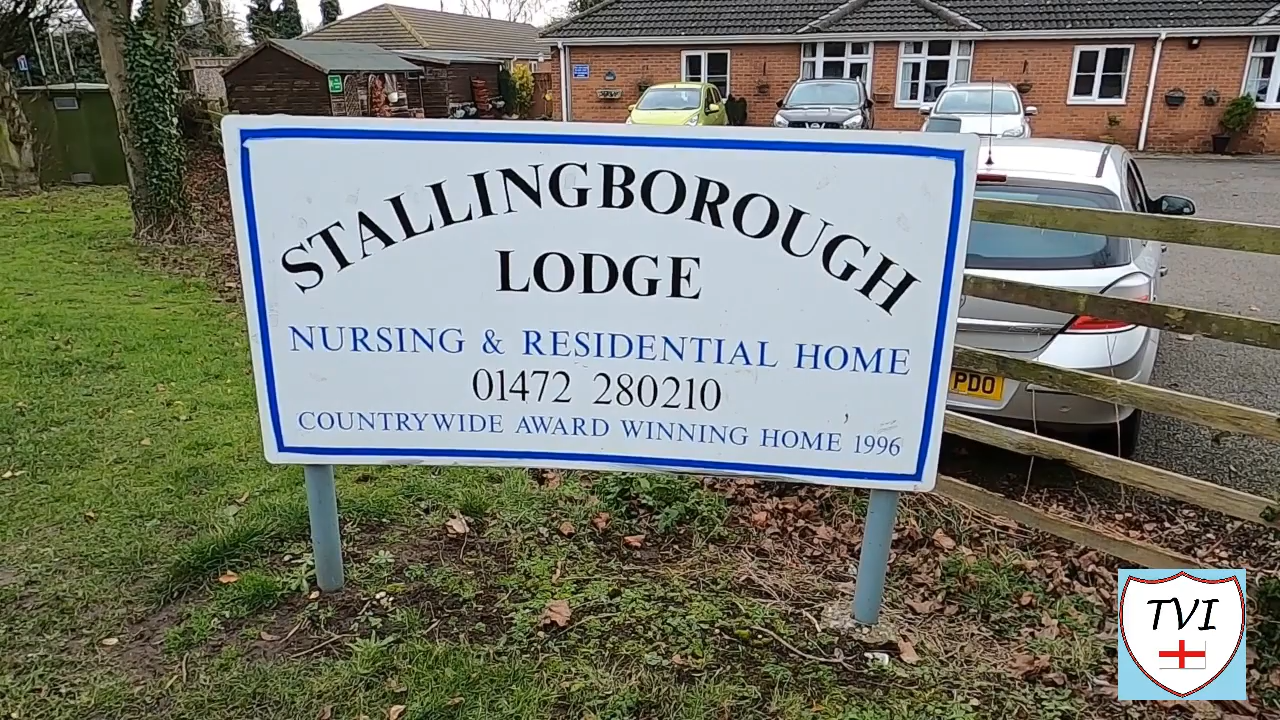 STALLINGBOROUGH
LODGE
NURSING & RESIDENTIAL HOME
01472 280210
COUNTRYWIDE AWARD WINNING HOME 1996
PDO
TVI